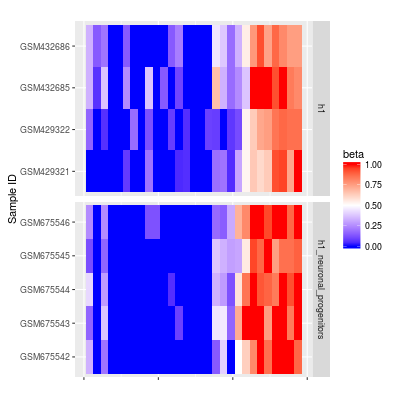 Sample ID
GSM432686
GSM432685
GSM429322
GSM429321
h1
GSM675546
GSM675545
GSM675544
GSM675543
GSM675542
h1_neuronal_progenitors
beta
1.00
0.75
0.50
0.25
0.00